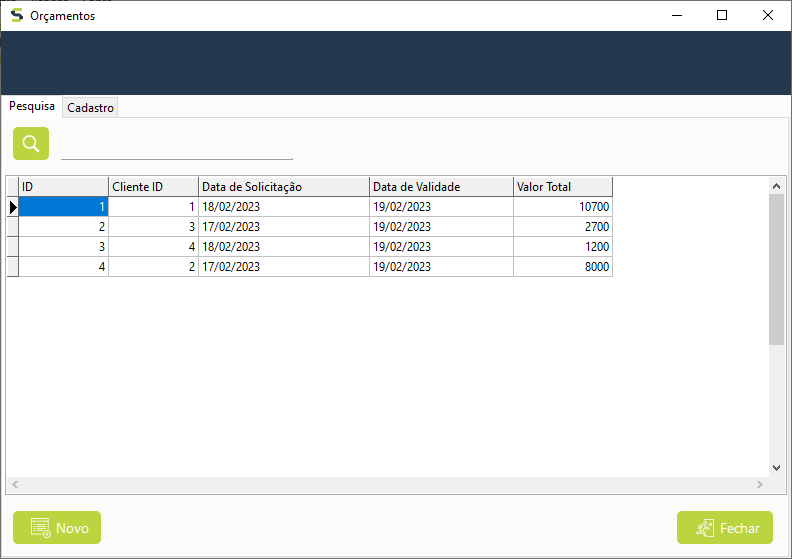 Orçamentos
Pesquisa Cadastro
ID Cliente ID Data de Solicitação Data de Validade Valor Total
1 1 18/02/2023 19/02/2023 10700
2 3 17/02/2023 19/02/2023 2700
3 4 18/02/2023 19/02/2023 1200
4 2 17/02/2023 19/02/2023 8000
Novo Fechar